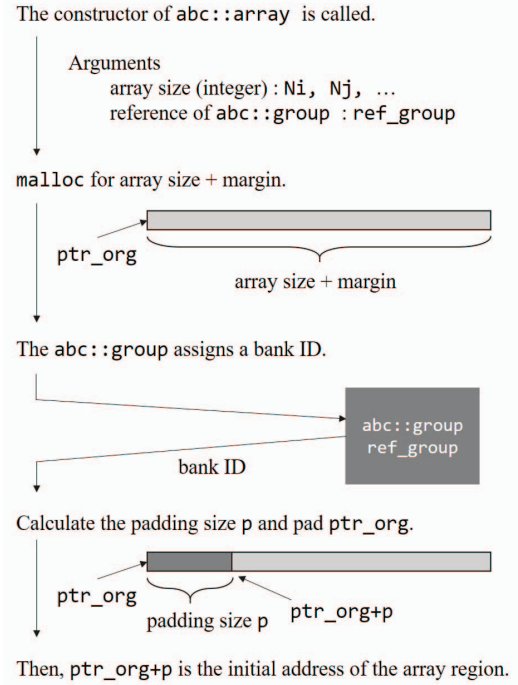 The constructor of abc::array is called.
Arguments
array size (integer) : Ni, Nj, ...
reference of abc::group : ref_group
malloc for array size + margin.
ptr_org
array size + margin
The abc::group assigns a bank ID.
abc::group
ref_group
bank ID
Calculate the padding size p and pad ptr_org.
ptr_org
padding size p
ptr_org+p
Then, ptr_org+p is the initial address of the array region.